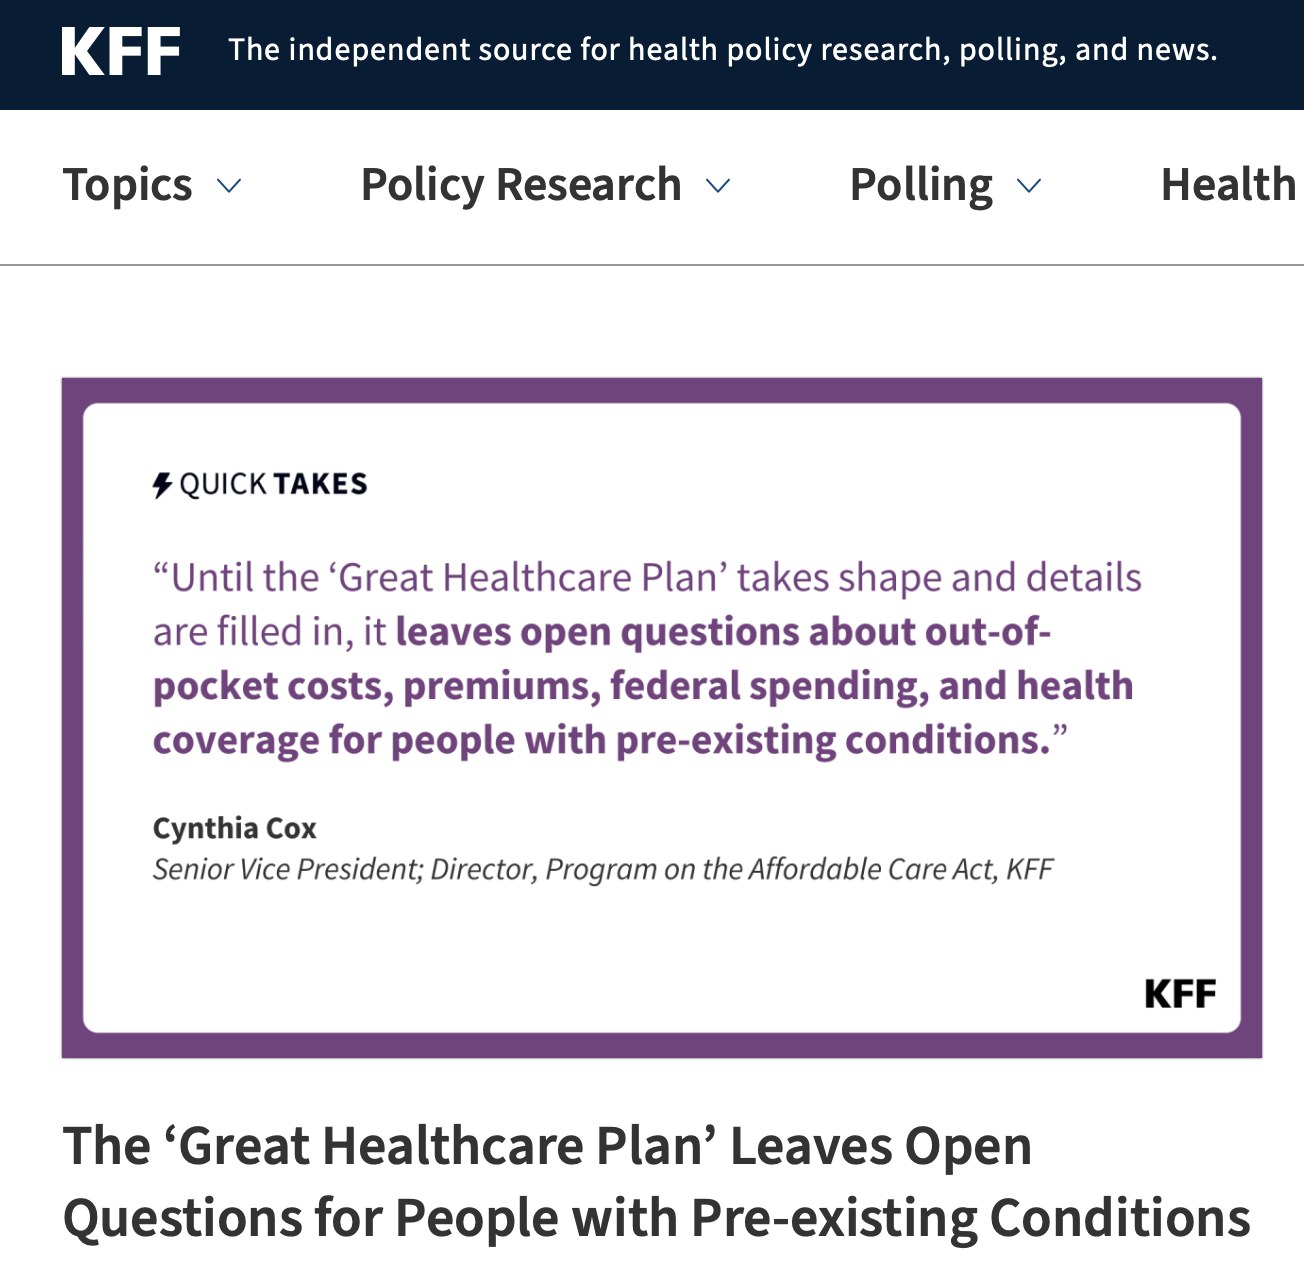 KFF The independent source for health policy research, polling, and news.
Topics Policy Research Polling Health
QUICK TAKES
“Until the ‘Great Healthcare Plan’ takes shape and details
are filled in, it leaves open questions about out-of-
pocket costs, premiums, federal spending, and health
coverage for people with pre-existing conditions.”
Cynthia Cox
Senior Vice President; Director, Program on the Affordable Care Act, KFF
KFF
The ‘Great Healthcare Plan’ Leaves Open
Questions for People with Pre-existing Conditions